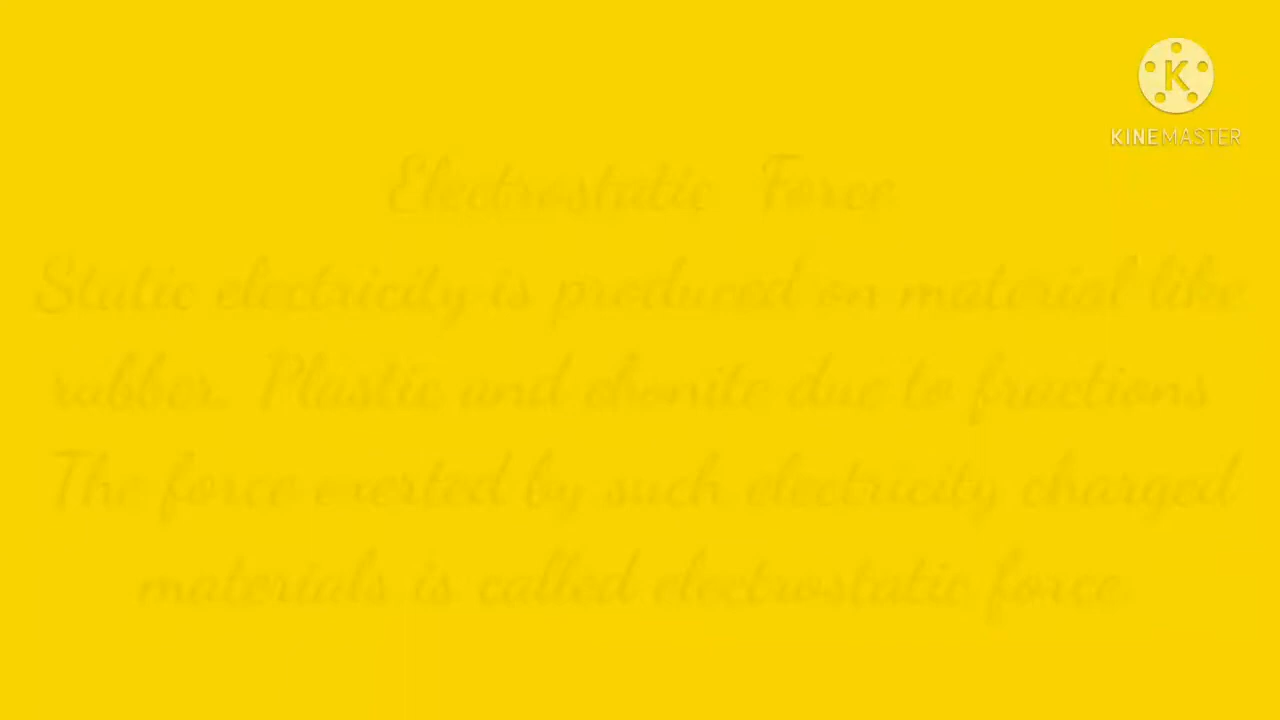 KINEMASTER
Electrostatic Force
Static electricity is produced on material like
rubber. Plastic and ebonite due to fractions
The force exerted by such electricity charged
materials is called electrostatic force.